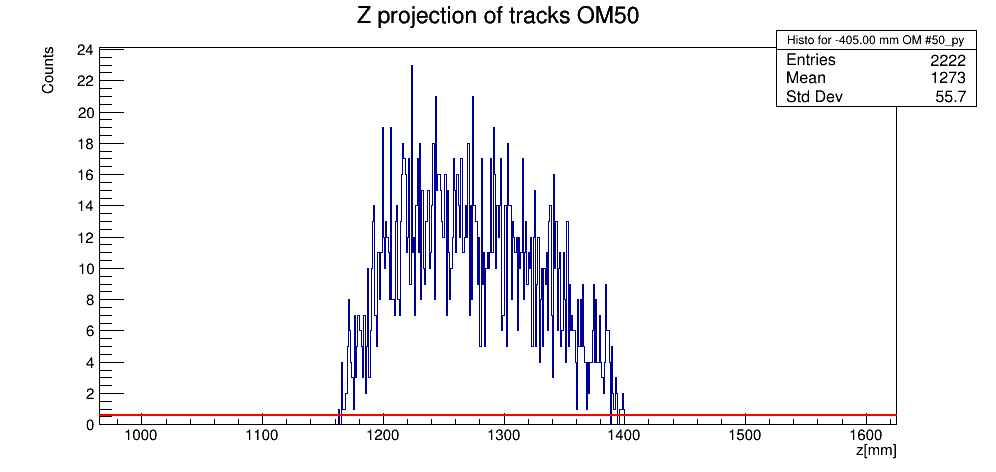 Z projection of tracks OM50
Histo for -405.00 mm OM #50_py
Entries 2222
Mean 1273
Std Dev 55.7
Counts
24
22
20
18
16
14
12
10
8
6
4
2
0
1000 1100 1200 1300 1400 1500 1600
z[mm]